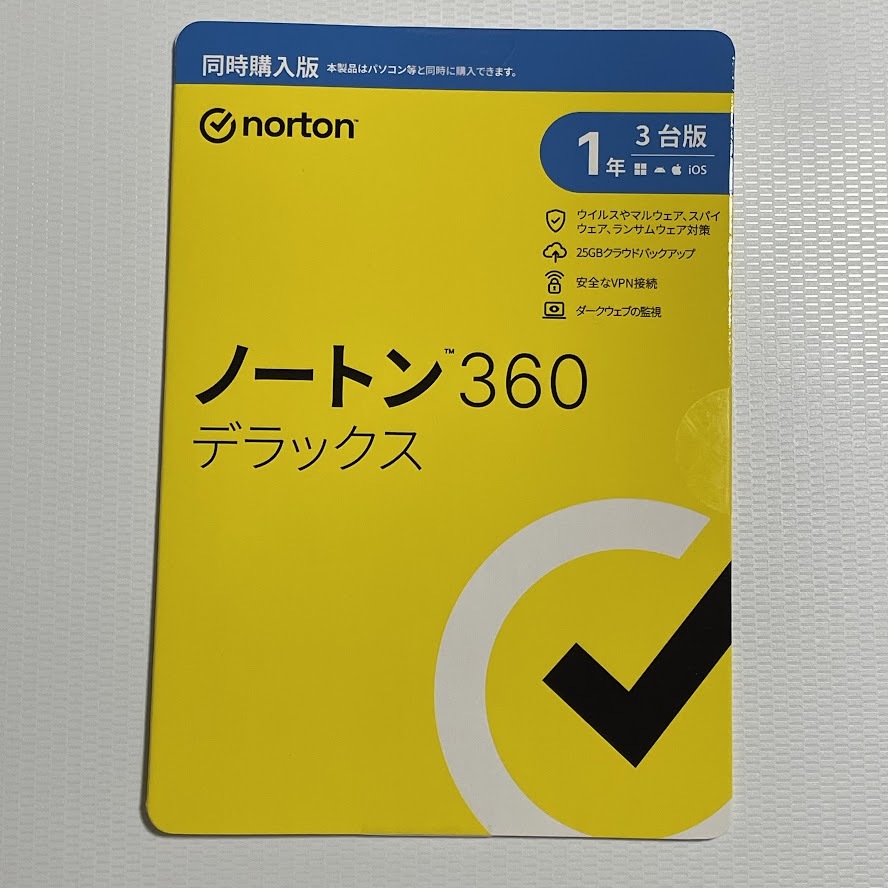 同時購入版 本製品はパソコン等と同時に購入できます。
norton™
1年
3台版
iOS
ウイルスやマルウェア、スパイ
ウェア、ランサムウェア対策
25GBクラウドバックアップ
安全なVPN接続
ダークウェブの監視
ノートン™ 360
デラックス